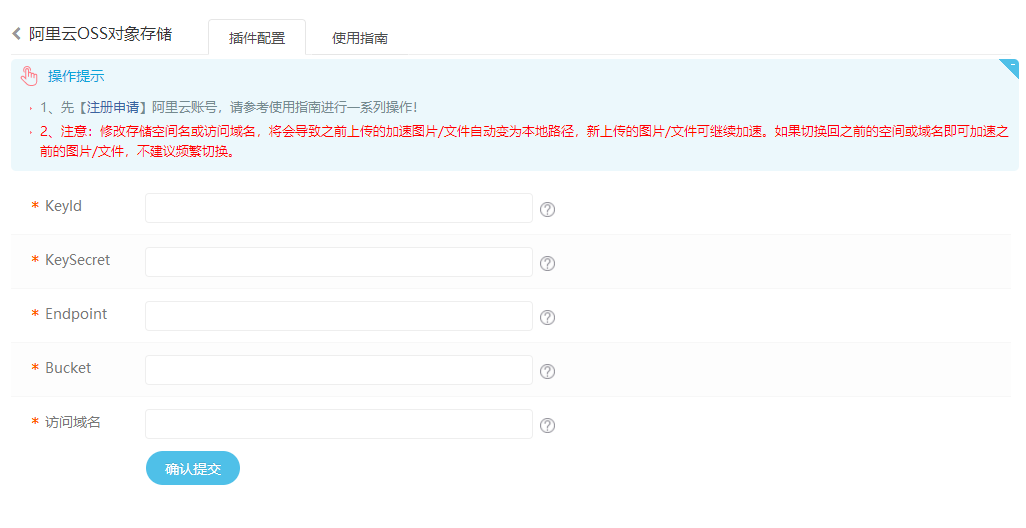 阿里云OSS对象存储
插件配置
使用指南
操作提示
1、先【注册申请】阿里云账号，请参考使用指南进行一系列操作！
2、注意：修改存储空间名或访问域名，将会导致之前上传的加速图片/文件自动变为本地路径，新上传的图片/文件可继续加速。如果切换回之前的空间或域名即可加速之
前的图片/文件，不建议频繁切换。
* KeyId
* KeySecret
* Endpoint
* Bucket
* 访问域名
确认提交